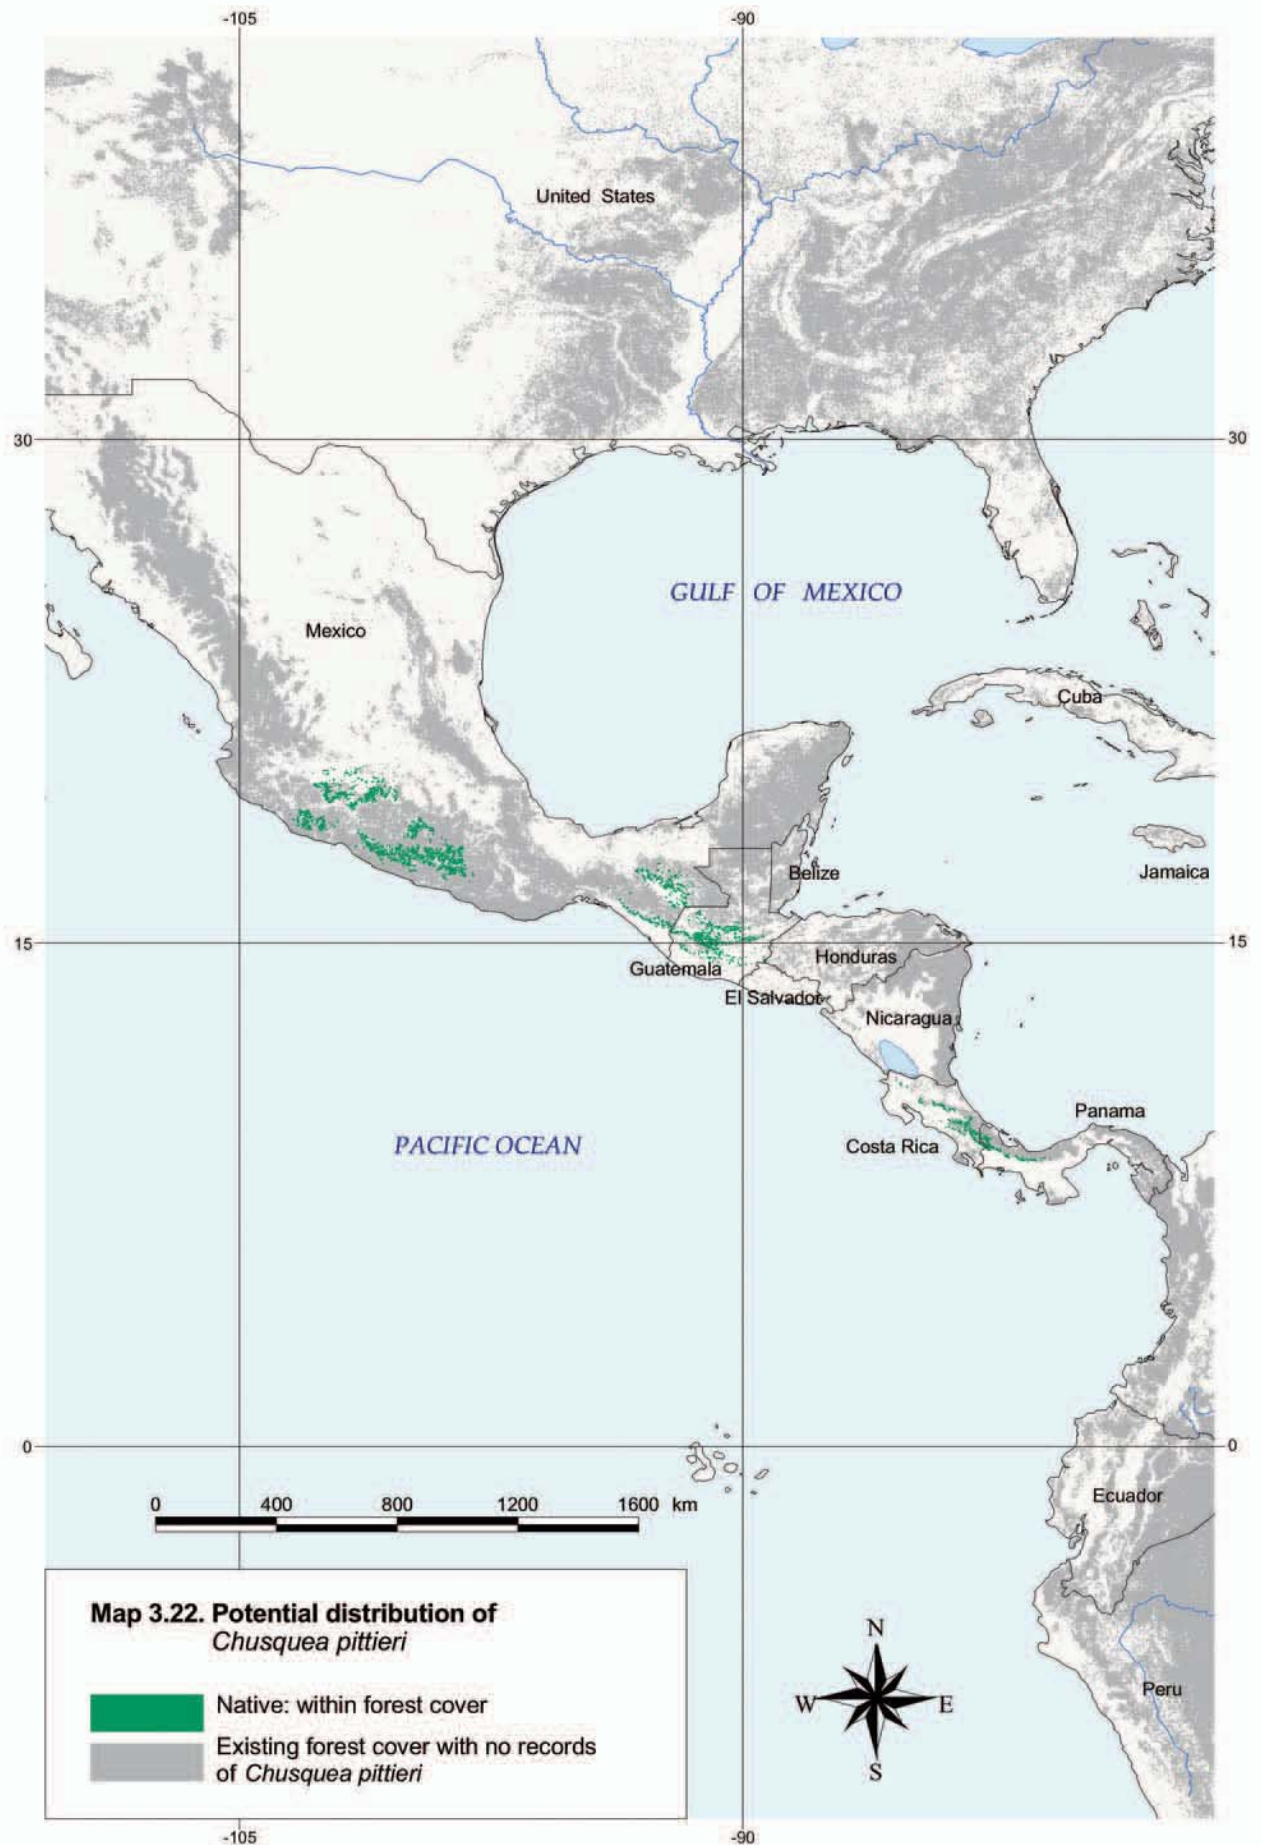 -105 -90
United States
30 30
GULF OF MEXICO
Mexico
Cuba
Belize
Jamaica
15 15
Honduras
Guatemala
El Salvador
Nicaragua
Panama
PACIFIC OCEAN
Costa Rica
0 0
Ecuador
0 400 800 1200 1600 km
Map 3.22. Potential distribution of
Chusquea pittieri
N
Native: within forest cover
W E
Peru
Existing forest cover with no records
of Chusquea pittieri
S
-105 -90